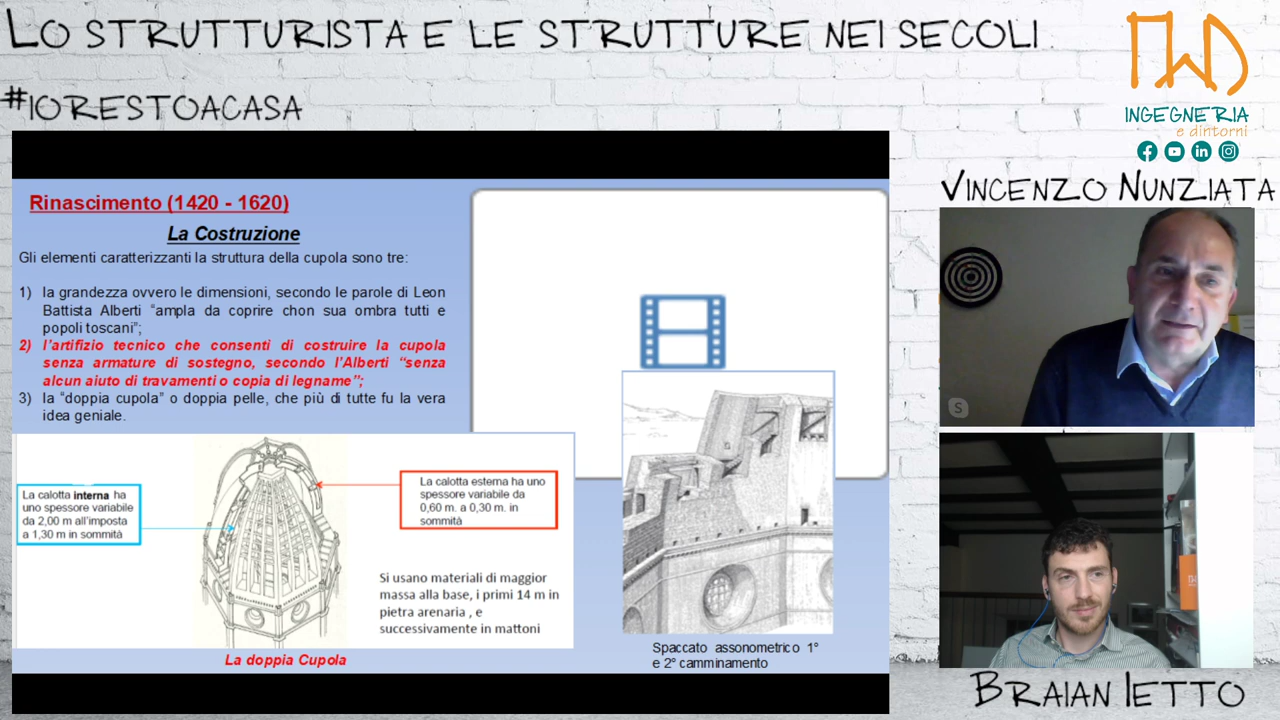 LO STRUTTURISTA E LE STRUTTURE NEI SECOLI
#IORESTOACASA
INGEGNERIA
e dintorni
VINCENZO NUNZIATA
Rinascimento (1420 - 1620)
La Costruzione
Gli elementi caratterizzanti la struttura della cupola sono tre:
1) la grandezza ovvero le dimensioni, secondo le parole di Leon
Battista Alberti “ampla da coprire chon sua ombra tutti e
popoli toscani”;
2) l’artifizio tecnico che consenti di costruire la cupola
senza armature di sostegno, secondo l’Alberti “senza
alcun aiuto di travamenti o copia di legname”;
3) la “doppia cupola” o doppia pelle, che più di tutte fu la vera
idea geniale.
La calotta interna ha
uno spessore variabile
da 2,00 m all’imposta
a 1,30 m in sommità
La calotta esterna ha uno
spessore variabile da
0,60 m. a 0,30 m. in
sommità
Si usano materiali di maggior
massa alla base, i primi 14 m in
pietra arenaria , e
successivamente in mattoni
La doppia Cupola
Spaccato assonometrico 1°
e 2° camminamento
S
BRAIAN IETTO